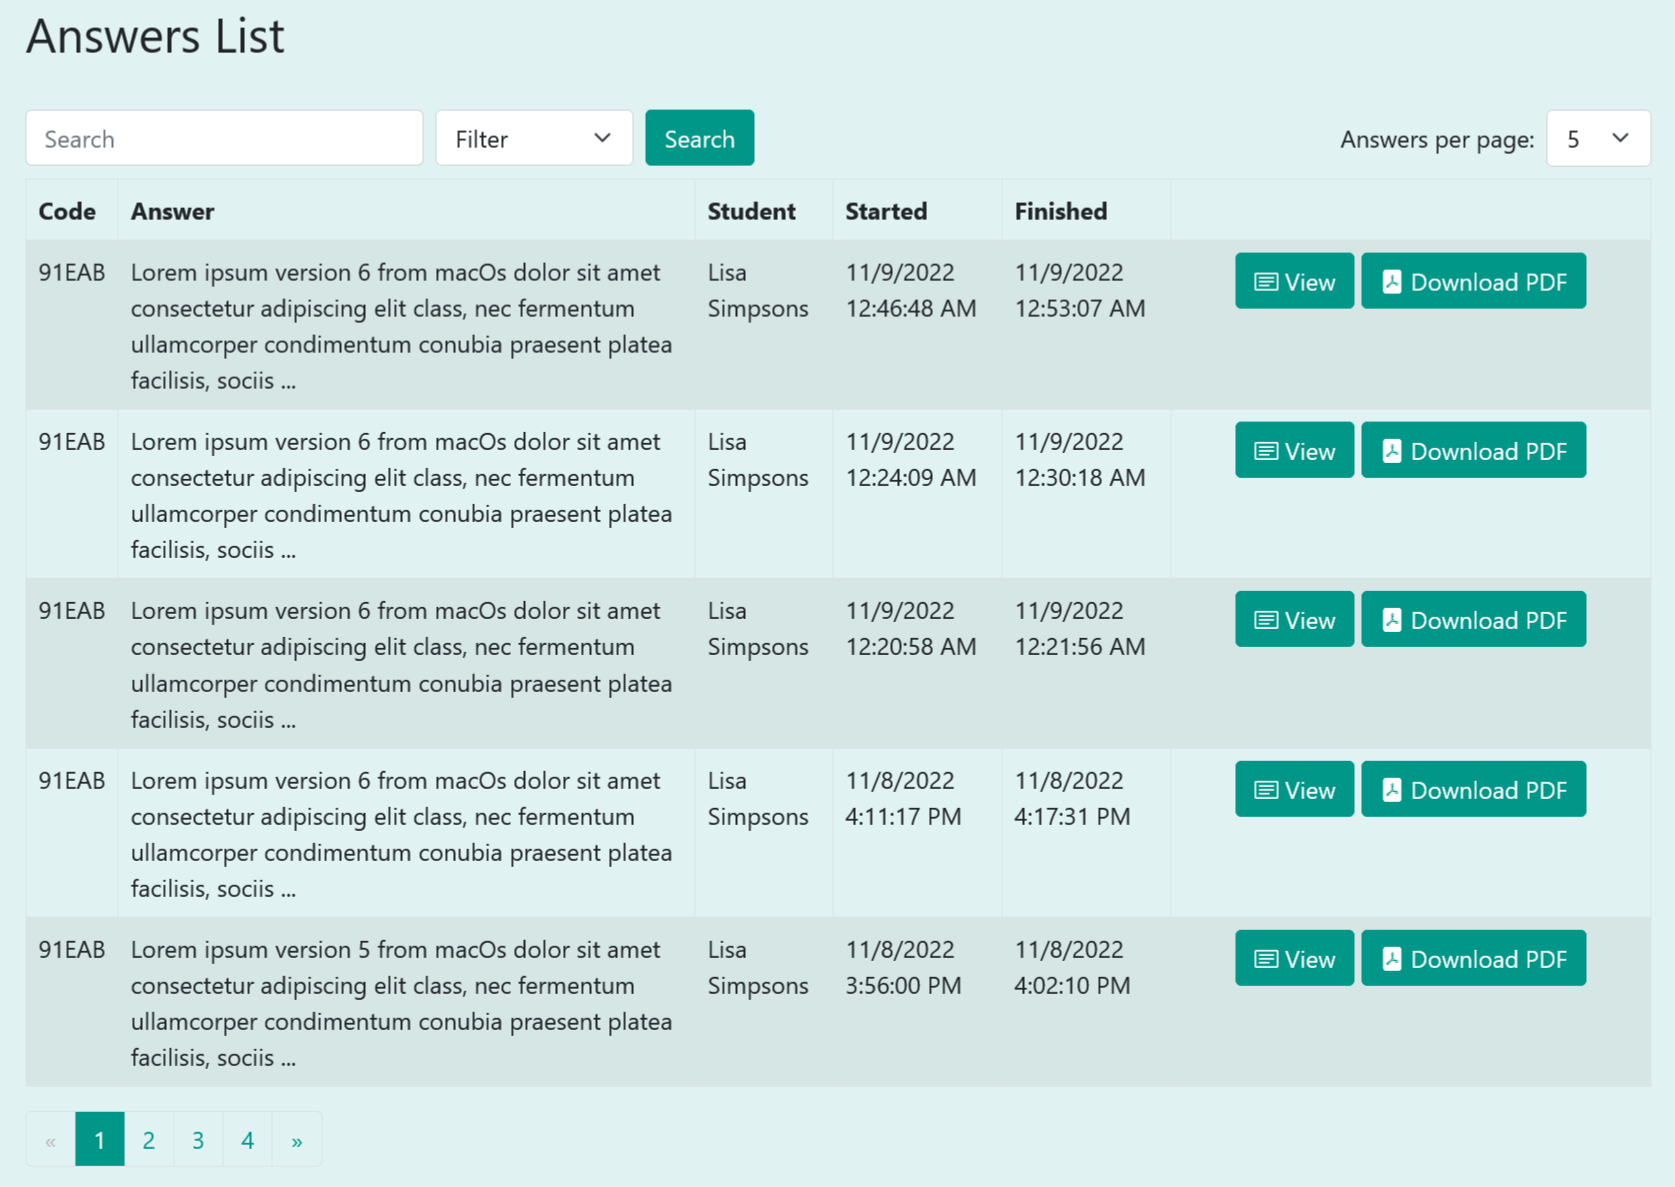 Answers List
Search
Filter
Search
Answers per page: 5
Code Answer Student Started Finished
91EAB Lorem ipsum version 6 from macOs dolor sit amet Lisa 11/9/2022 11/9/2022 View Download PDF
consectetur adipiscing elit class, nec fermentum Simpsons 12:46:48 AM 12:53:07 AM
ullamcorper condimentum conubia praesent platea
facilisis, sociis ...
91EAB Lorem ipsum version 6 from macOs dolor sit amet Lisa 11/9/2022 11/9/2022 View Download PDF
consectetur adipiscing elit class, nec fermentum Simpsons 12:24:09 AM 12:30:18 AM
ullamcorper condimentum conubia praesent platea
facilisis, sociis ...
91EAB Lorem ipsum version 6 from macOs dolor sit amet Lisa 11/9/2022 11/9/2022 View Download PDF
consectetur adipiscing elit class, nec fermentum Simpsons 12:20:58 AM 12:21:56 AM
ullamcorper condimentum conubia praesent platea
facilisis, sociis ...
91EAB Lorem ipsum version 6 from macOs dolor sit amet Lisa 11/8/2022 11/8/2022 View Download PDF
consectetur adipiscing elit class, nec fermentum Simpsons 4:11:17 PM 4:17:31 PM
ullamcorper condimentum conubia praesent platea
facilisis, sociis ...
91EAB Lorem ipsum version 5 from macOs dolor sit amet Lisa 11/8/2022 11/8/2022 View Download PDF
consectetur adipiscing elit class, nec fermentum Simpsons 3:56:00 PM 4:02:10 PM
ullamcorper condimentum conubia praesent platea
facilisis, sociis ...
« 1 2 3 4 »